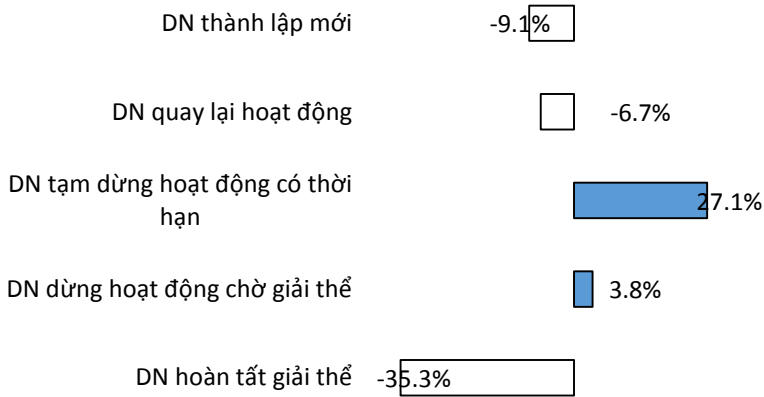 DN thành lập mới -9.1%
DN quay lại hoạt động -6.7%
DN tạm dừng hoạt động có thời
hạn
27.1%
DN dừng hoạt động chờ giải thể 3.8%
DN hoàn tất giải thể -35.3%